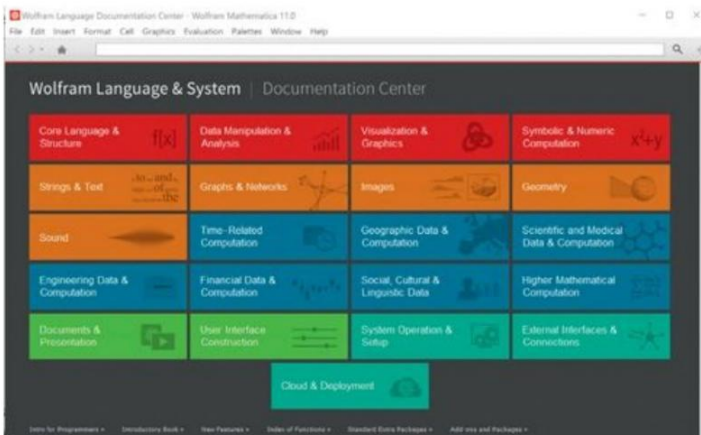 Wolfram Language Documentation Center - Wolfram Mathematica 11.0
File Edit Insert Format Cell Graphics Evaluation Palettes Window Help
Wolfram Language & System | Documentation Center
Core Language &
Structure
f[x]
Data Manipulation &
Analysis
Visualization &
Graphics
Symbolic & Numeric
Computation
x²+y
Strings & Text
Graphs & Networks
Images
Geometry
Sound
Time-Related
Computation
Geographic Data &
Computation
Scientific and Medical
Data & Computation
Engineering Data &
Computation
Financial Data &
Computation
Social, Cultural &
Linguistic Data
Higher Mathematical
Computation
Documents &
Presentation
User Interface
Construction
System Operation &
Setup
External Interfaces &
Connections
Cloud & Deployment
Intro for Programmers » Introductory Book » New Features » Index of Functions » Standard Extra Packages » Add-ons and Packages »